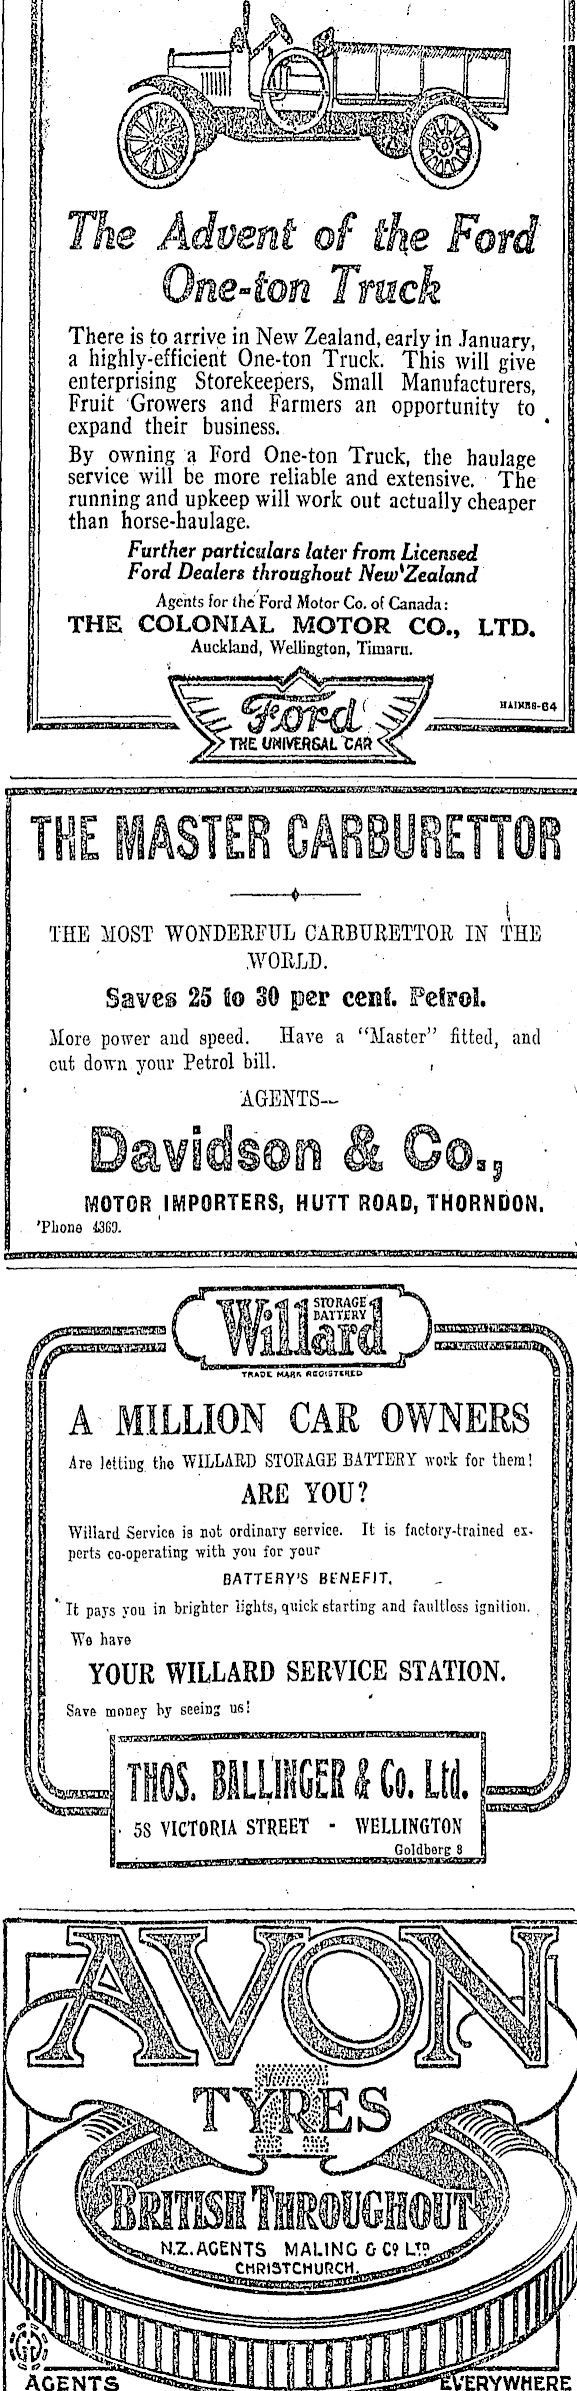 The Advent of the Ford
One-ton Truck
There is to arrive in New Zealand, early in January,
a highly-efficient One-ton Truck. This will give
enterprising Storekeepers, Small Manufacturers,
Fruit Growers and Farmers an opportunity to
expand their business.
By owning a Ford One-ton Truck, the haulage
service will be more reliable and extensive. The
running and upkeep will work out actually cheaper
than horse-haulage.
Further particulars later from Licensed
Ford Dealers throughout New Zealand
Agents for the Ford Motor Co. of Canada:
THE COLONIAL MOTOR CO., LTD.
Auckland, Wellington, Timaru.
HAINES-64
Ford
THE UNIVERSAL CAR
THE MASTER CARBURETTOR
THE MOST WONDERFUL CARBURETTOR IN THE
WORLD.
Saves 25 to 30 per cent. Petrol.
More power and speed. Have a "Master" fitted, and
cut down your Petrol bill.
AGENTS—
Davidson & Co.,
MOTOR IMPORTERS, HUTT ROAD, THORNDON.
'Phone 4369.
Willard
STORAGE
BATTERY
TRADE MARK REGISTERED
A MILLION CAR OWNERS
Are letting the WILLARD STORAGE BATTERY work for them!
ARE YOU?
Willard Service is not ordinary service. It is factory-trained ex-
perts co-operating with you for your
BATTERY'S BENEFIT.
It pays you in brighter lights, quick starting and faultless ignition.
We have
YOUR WILLARD SERVICE STATION.
Save money by seeing us!
THOS. BALLINGER & Co. Ltd.
58 VICTORIA STREET - WELLINGTON
Goldberg 8
AVON
TYRES
BRITISH THROUGHOUT
N.Z. AGENTS MALING & CO LTD
CHRISTCHURCH.
AGENTS EVERYWHERE